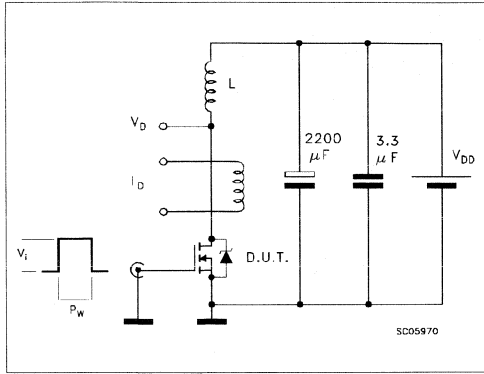 L
V_D
2200
μF
3.3
μF
V_DD
I_D
V_i
D.U.T.
P_W
SC05970